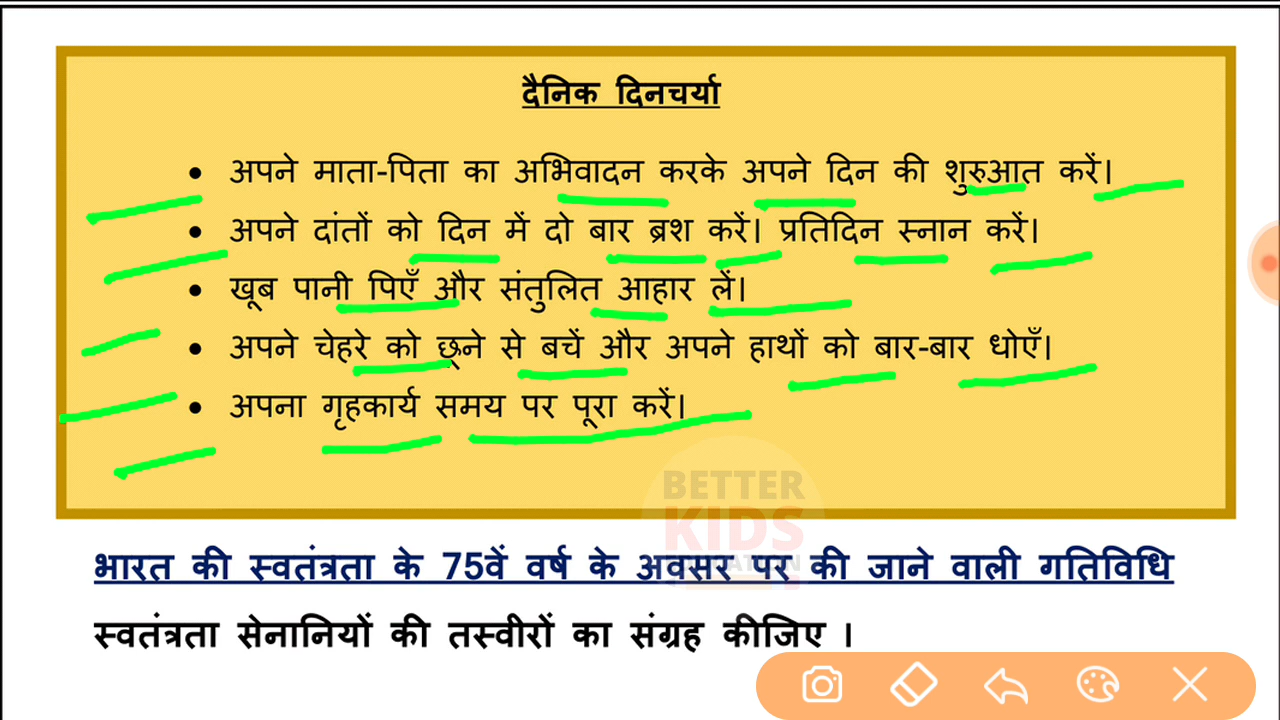 दैनिक दिनचर्या
• अपने माता-पिता का अभिवादन करके अपने दिन की शुरुआत करें।
• अपने दांतों को दिन में दो बार ब्रश करें। प्रतिदिन स्नान करें।
• खूब पानी पिएँ और संतुलित आहार लें।
• अपने चेहरे को छूने से बचें और अपने हाथों को बार-बार धोएँ।
• अपना गृहकार्य समय पर पूरा करें।
BETTER
KIDS
भारत की स्वतंत्रता के 75वें वर्ष के अवसर पर की जाने वाली गतिविधि
स्वतंत्रता सेनानियों की तस्वीरों का संग्रह कीजिए ।